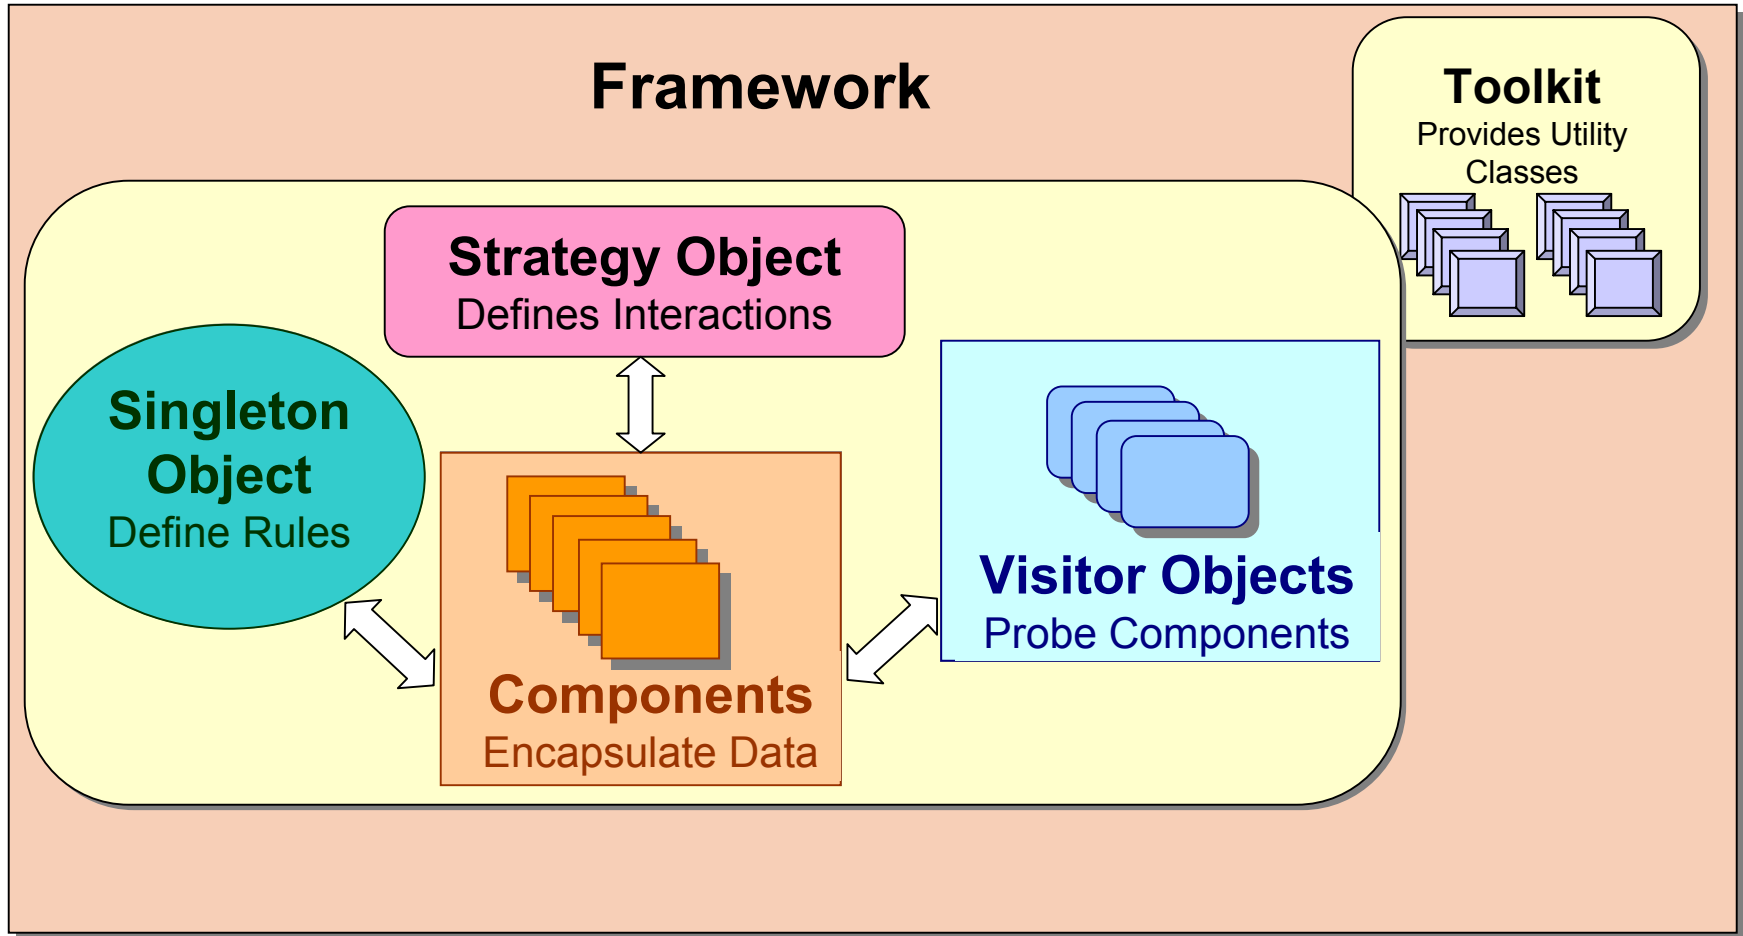 Framework
Toolkit
Provides Utility
Classes
Strategy Object
Defines Interactions
Singleton
Object
Define Rules
Visitor Objects
Probe Components
Components
Encapsulate Data